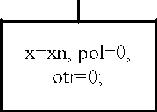 x=xn, pol=0,
otr=0;